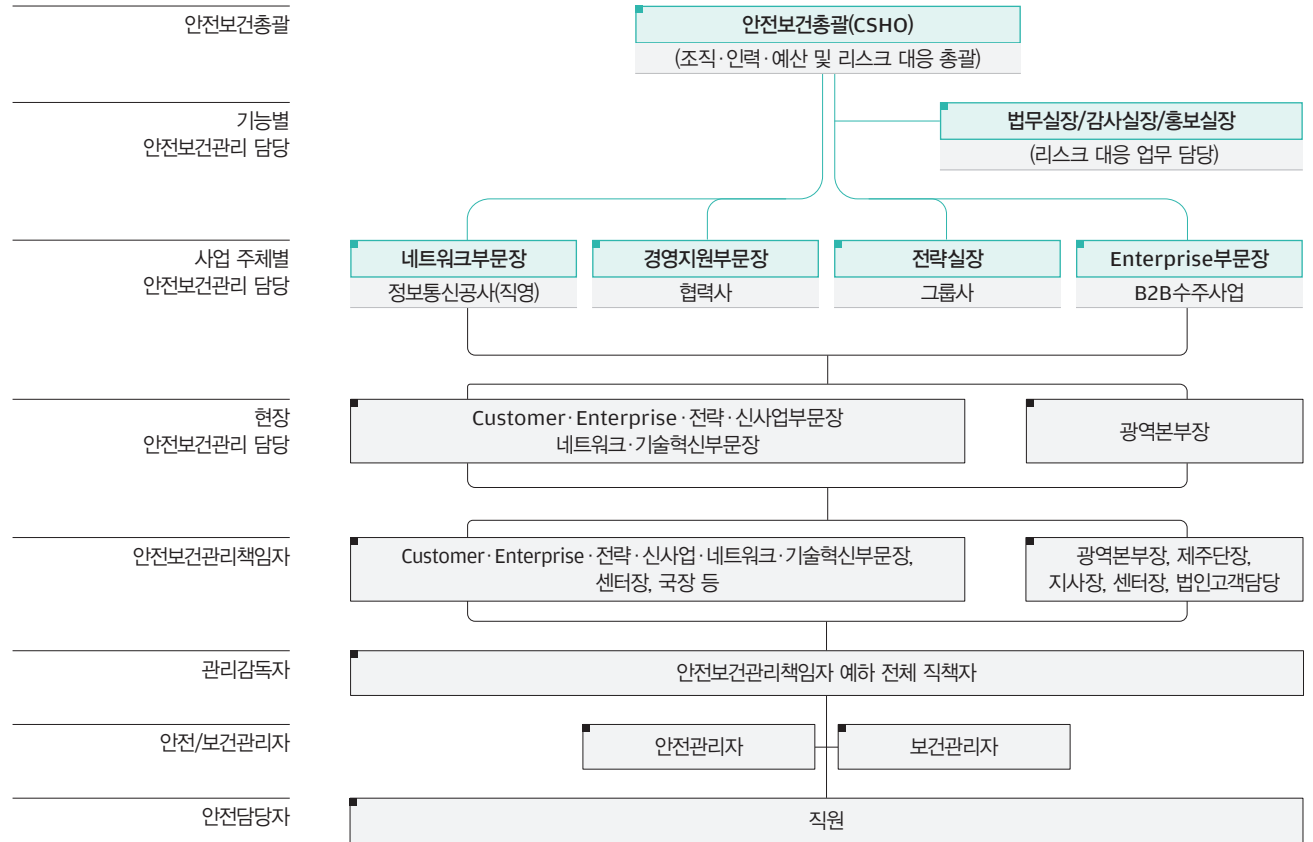 안전보건총괄
안전보건총괄(CSHO)
(조직·인력·예산 및 리스크 대응 총괄)
기능별
안전보건관리 담당
법무실장/감사실장/홍보실장
(리스크 대응 업무 담당)
사업 주체별
안전보건관리 담당
네트워크부문장
정보통신공사(직영)
경영지원부문장
협력사
전략실장
그룹사
Enterprise부문장
B2B수주사업
현장
안전보건관리 담당
Customer·Enterprise·전략·신사업부문장
네트워크·기술혁신부문장
광역본부장
안전보건관리책임자
Customer·Enterprise·전략·신사업·네트워크·기술혁신부문장,
센터장, 국장 등
광역본부장, 제주단장,
지사장, 센터장, 법인고객담당
관리감독자
안전보건관리책임자 예하 전체 직책자
안전/보건관리자
안전관리자
보건관리자
안전담당자
직원